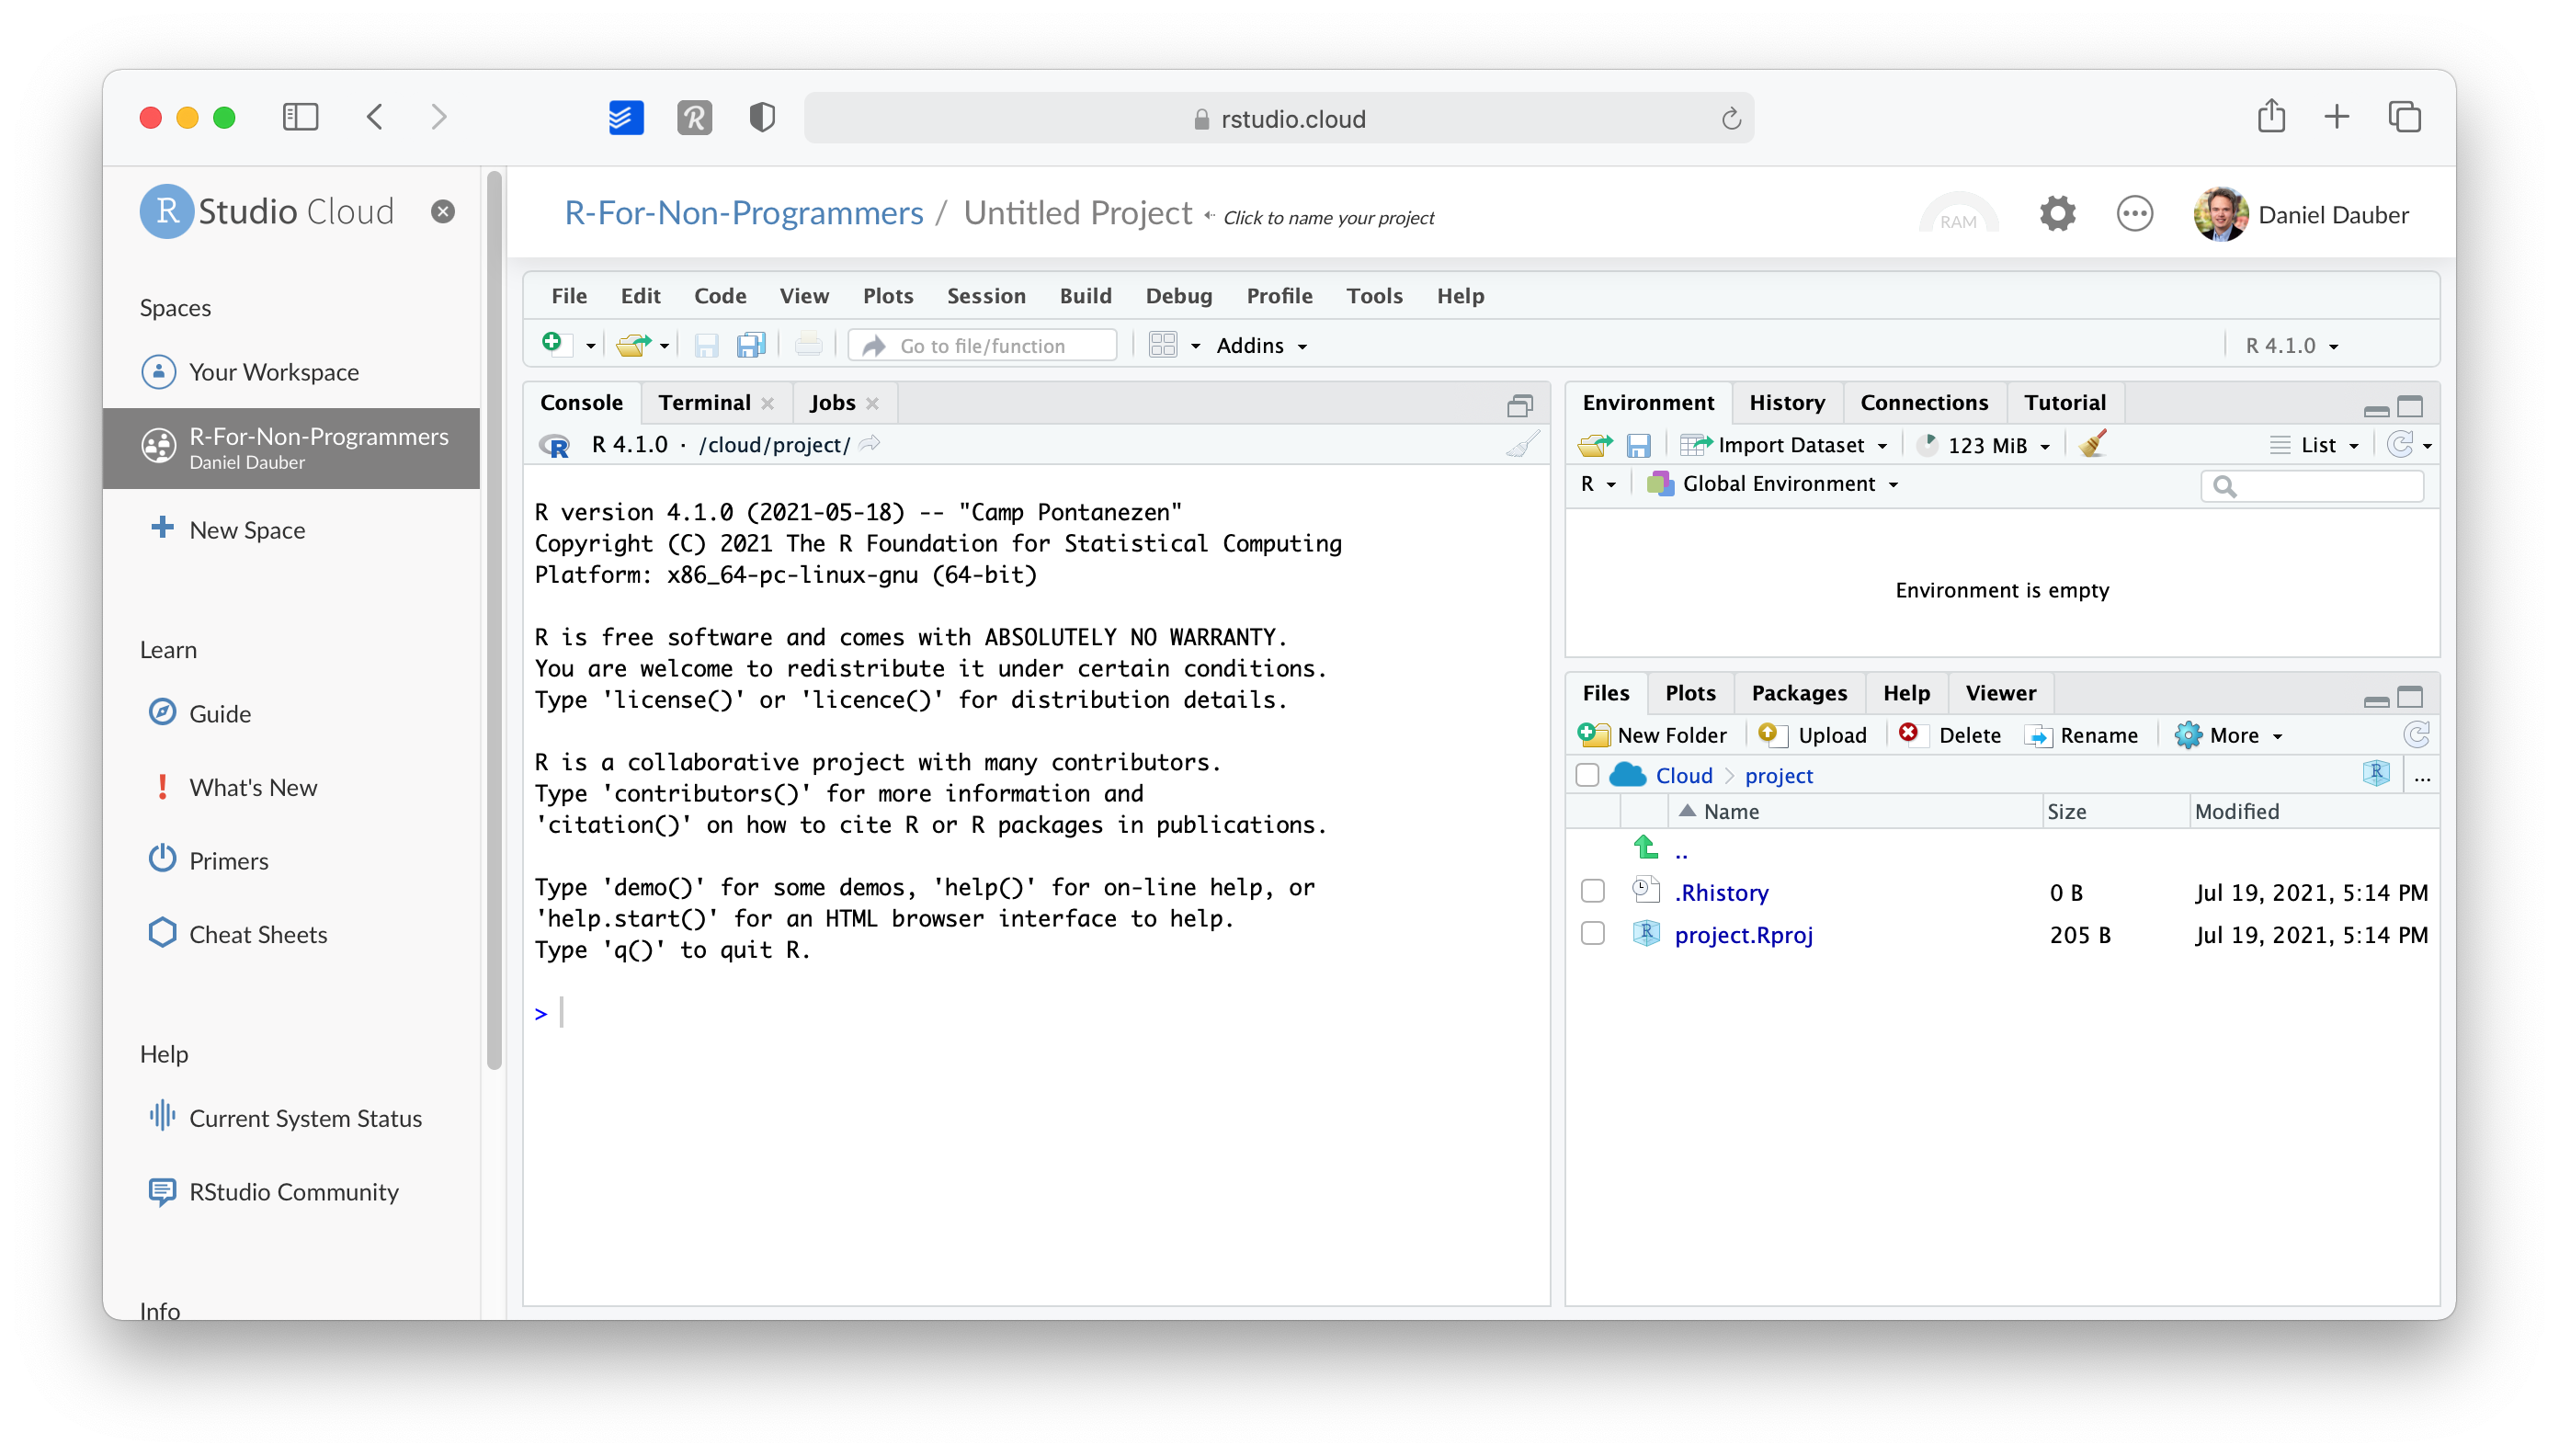 rstudio.cloud
R Studio Cloud
R-For-Non-Programmers / Untitled Project Click to name your project
RAM
Daniel Dauber
Spaces
Your Workspace
R-For-Non-Programmers
Daniel Dauber
New Space
Learn
Guide
What's New
Primers
Cheat Sheets
Help
Current System Status
RStudio Community
Info
File Edit Code View Plots Session Build Debug Profile Tools Help
Go to file/function Addins R 4.1.0
Console Terminal Jobs
R 4.1.0 · /cloud/project/
R version 4.1.0 (2021-05-18) -- "Camp Pontanezen"
Copyright (C) 2021 The R Foundation for Statistical Computing
Platform: x86_64-pc-linux-gnu (64-bit)
R is free software and comes with ABSOLUTELY NO WARRANTY.
You are welcome to redistribute it under certain conditions.
Type 'license()' or 'licence()' for distribution details.
R is a collaborative project with many contributors.
Type 'contributors()' for more information and
'citation()' on how to cite R or R packages in publications.
Type 'demo()' for some demos, 'help()' for on-line help, or
'help.start()' for an HTML browser interface to help.
Type 'q()' to quit R.
>
Environment History Connections Tutorial
Import Dataset 123 MiB List
R Global Environment
Environment is empty
Files Plots Packages Help Viewer
New Folder Upload Delete Rename More
Cloud > project ...
Name Size Modified
..
.Rhistory 0 B Jul 19, 2021, 5:14 PM
project.Rproj 205 B Jul 19, 2021, 5:14 PM